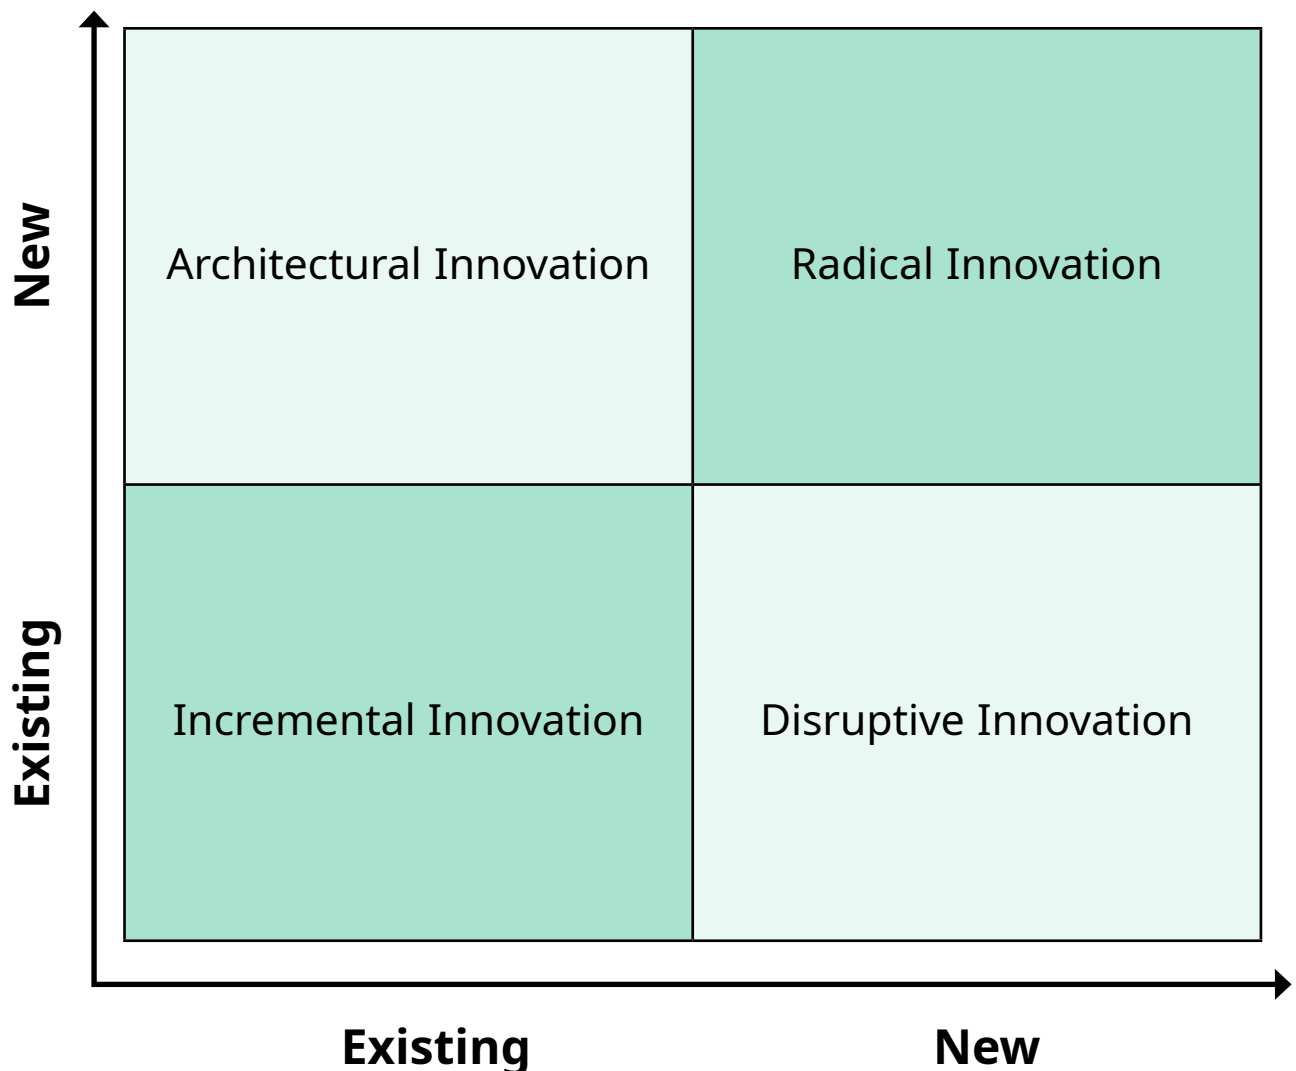 New
Architectural Innovation
Radical Innovation
Existing
Incremental Innovation
Disruptive Innovation
Existing
New